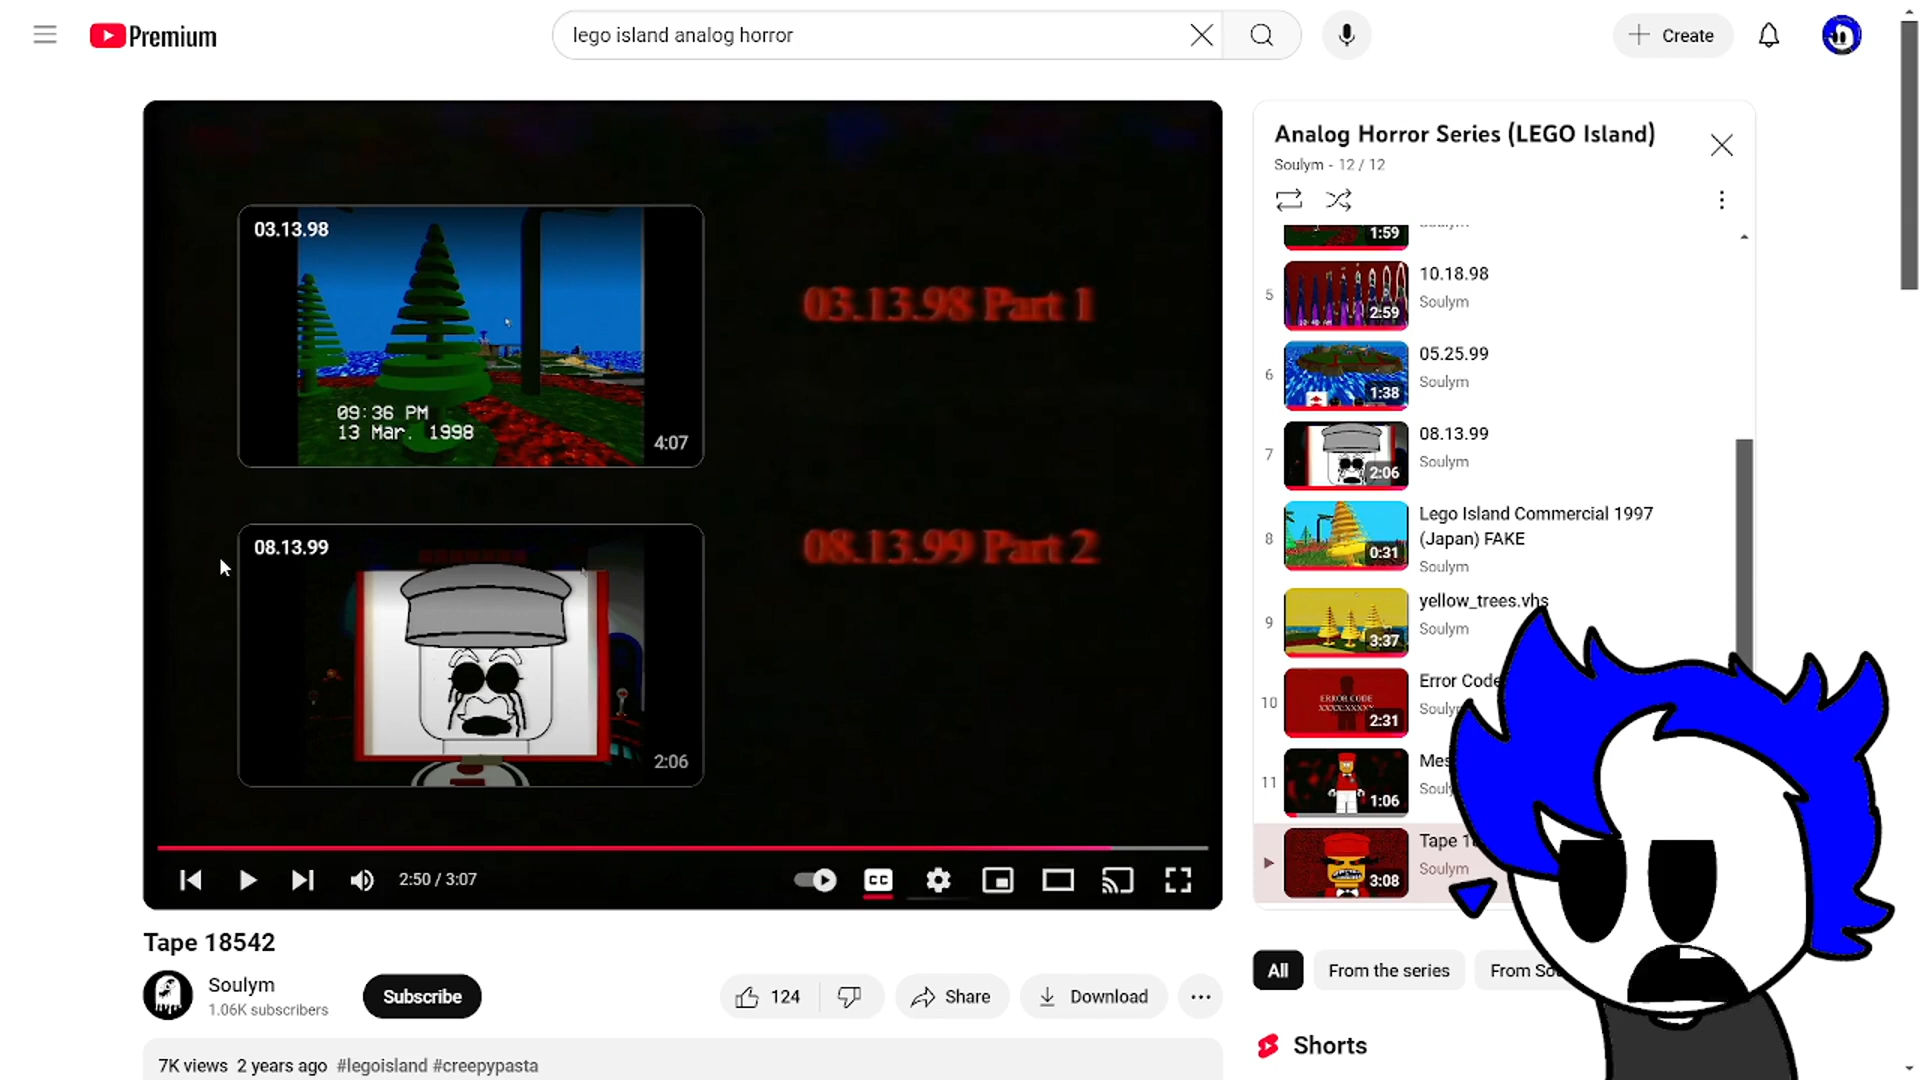 Premium
lego island analog horror
Create
03.13.98
09:36 PM
13 Mar. 1998
4:07
03.13.98 Part 1
08.13.99
2:06
08.13.99 Part 2
2:50 / 3:07
CC
Tape 18542
Soulym
1.06K subscribers
Subscribe
124
Share
Download
7K views 2 years ago #legoisland #creepypasta
Analog Horror Series (LEGO Island)
Soulym - 12 / 12
1:59
5
2:59
10.18.98
Soulym
6
1:38
05.25.99
Soulym
7
2:06
08.13.99
Soulym
8
0:31
Lego Island Commercial 1997
(Japan) FAKE
Soulym
9
3:37
yellow_trees.vhs
Soulym
10
ERROR CODE
2:31
Error Code
11
1:06
3:08
Tape
Soulym
All
From the series
From
Shorts